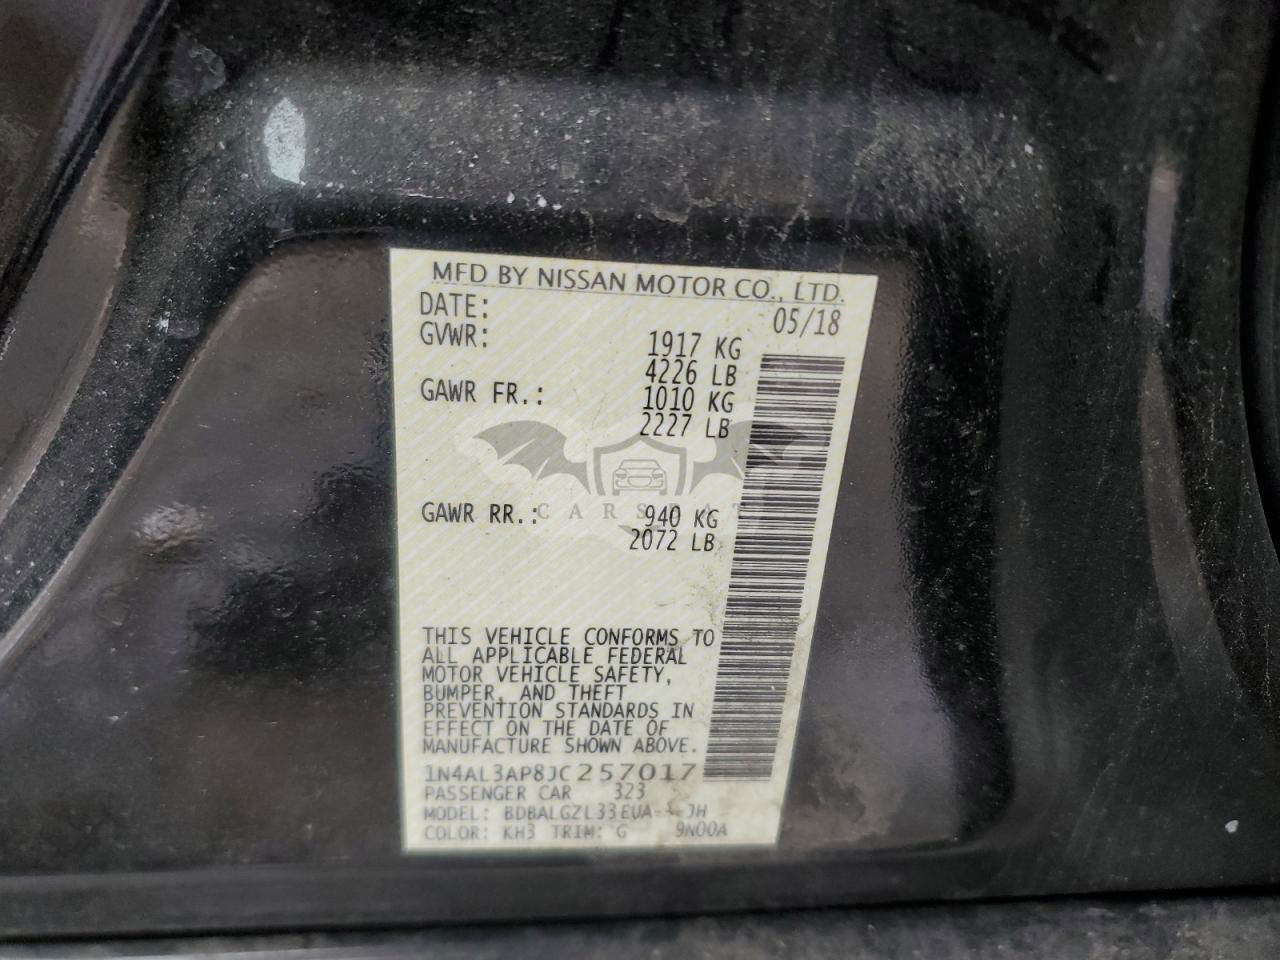 MFD BY NISSAN MOTOR CO., LTD.
DATE: 05/18
GVWR: 1917 KG
4226 LB
GAWR FR.: 1010 KG
2227 LB
GAWR RR.: 940 KG
2072 LB
THIS VEHICLE CONFORMS TO
ALL APPLICABLE FEDERAL
MOTOR VEHICLE SAFETY,
BUMPER, AND THEFT
PREVENTION STANDARDS IN
EFFECT ON THE DATE OF
MANUFACTURE SHOWN ABOVE.
1N4AL3AP8JC257017
PASSENGER CAR 323
MODEL: BDBALGZL33EUA-JH
COLOR: KH3 TRIM: G 9N00A